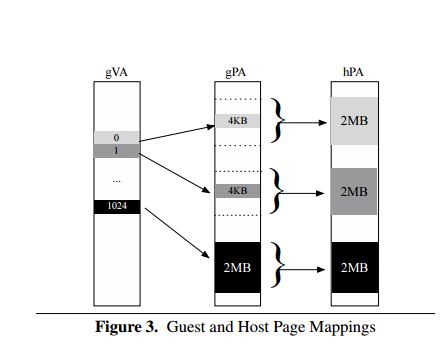 gVA gPA hPA
0
1
...
1024
4KB
4KB
2MB
2MB
2MB
2MB
Figure 3. Guest and Host Page Mappings